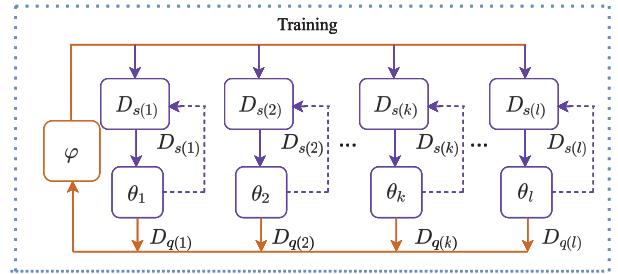 Training
D_{s(1)} D_{s(2)} D_{s(k)} D_{s(l)}
D_{s(1)} D_{s(2)} ... D_{s(k)} ... D_{s(l)}
φ
θ_1 θ_2 θ_k θ_l
D_{q(1)} D_{q(2)} D_{q(k)} D_{q(l)}